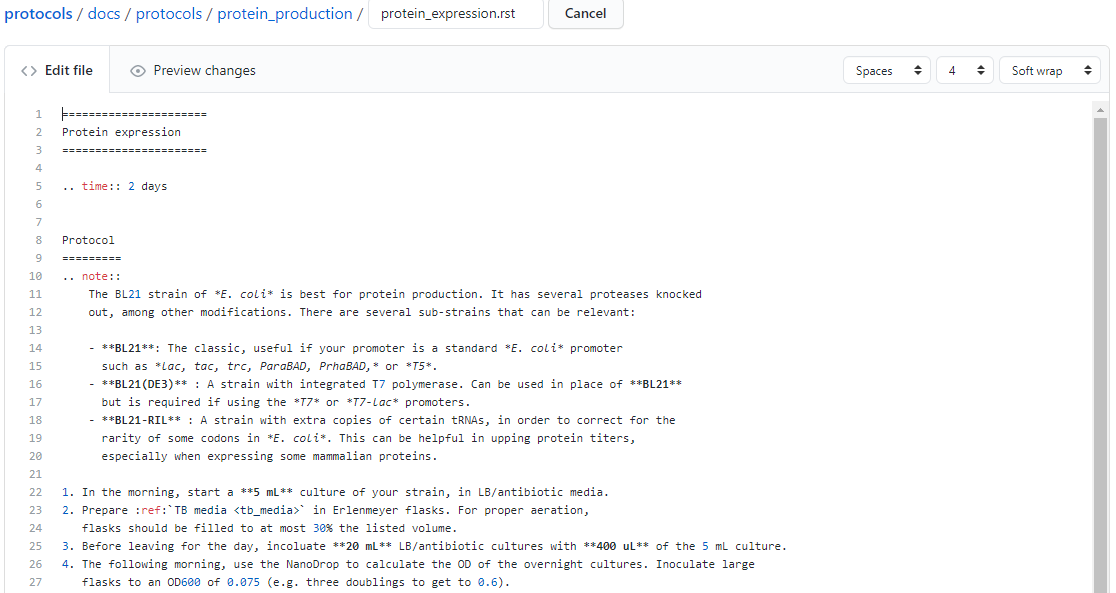 protocols / docs / protocols / protein_production / protein_expression.rst Cancel
<> Edit file Preview changes Spaces 4 Soft wrap
1 ======================
2 Protein expression
3 ======================
4
5 .. time:: 2 days
6
7
8 Protocol
9 =========
10 .. note::
11 The BL21 strain of *E. coli* is best for protein production. It has several proteases knocked
12 out, among other modifications. There are several sub-strains that can be relevant:
13
14 - **BL21**: The classic, useful if your promoter is a standard *E. coli* promoter
15 such as *lac, tac, trc, ParaBAD, PrhaBAD,* or *T5*.
16 - **BL21(DE3)** : A strain with integrated T7 polymerase. Can be used in place of **BL21**
17 but is required if using the *T7* or *T7-lac* promoters.
18 - **BL21-RIL** : A strain with extra copies of certain tRNAs, in order to correct for the
19 rarity of some codons in *E. coli*. This can be helpful in upping protein titers,
20 especially when expressing some mammalian proteins.
21
22 1. In the morning, start a **5 mL** culture of your strain, in LB/antibiotic media.
23 2. Prepare :ref:`TB media <tb_media>` in Erlenmeyer flasks. For proper aeration,
24 flasks should be filled to at most 30% the listed volume.
25 3. Before leaving for the day, incoluate **20 mL** LB/antibiotic cultures with **400 uL** of the 5 mL culture.
26 4. The following morning, use the NanoDrop to calculate the OD of the overnight cultures. Inoculate large
27 flasks to an OD600 of 0.075 (e.g. three doublings to get to 0.6).